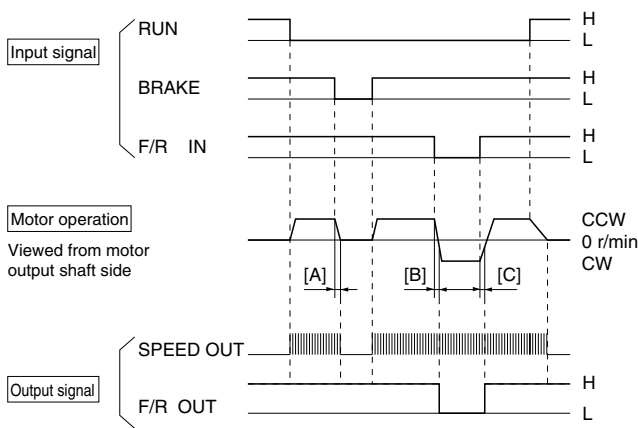 RUN
H
L
Input signal
BRAKE
H
L
F/R IN
H
L
Motor operation
Viewed from motor
output shaft side
CCW
0 r/min
CW
[A]
[B]
[C]
SPEED OUT
Output signal
H
F/R OUT
L